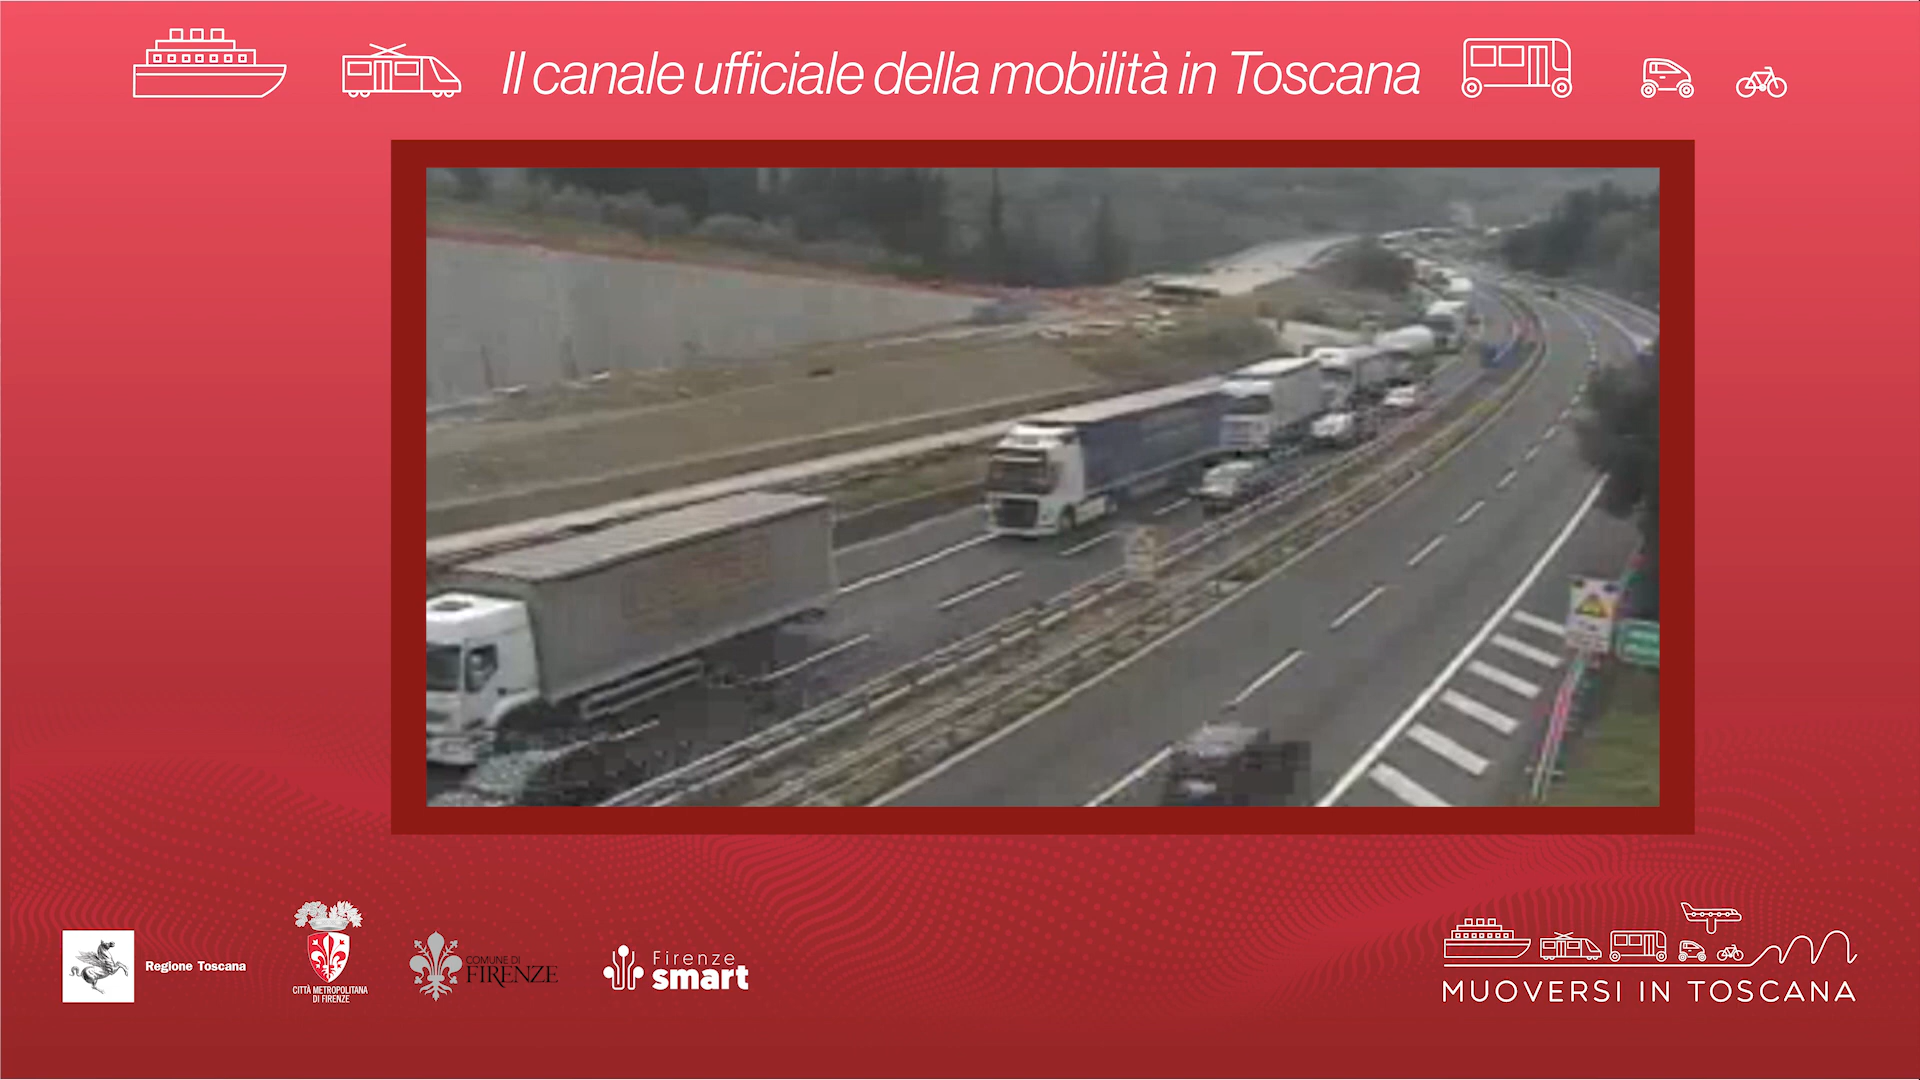 Il canale ufficiale della mobilità in Toscana
Regione Toscana
CITTÀ METROPOLITANA
DI FIRENZE
COMUNE DI
FIRENZE
Firenze
smart
MUOVERSI IN TOSCANA